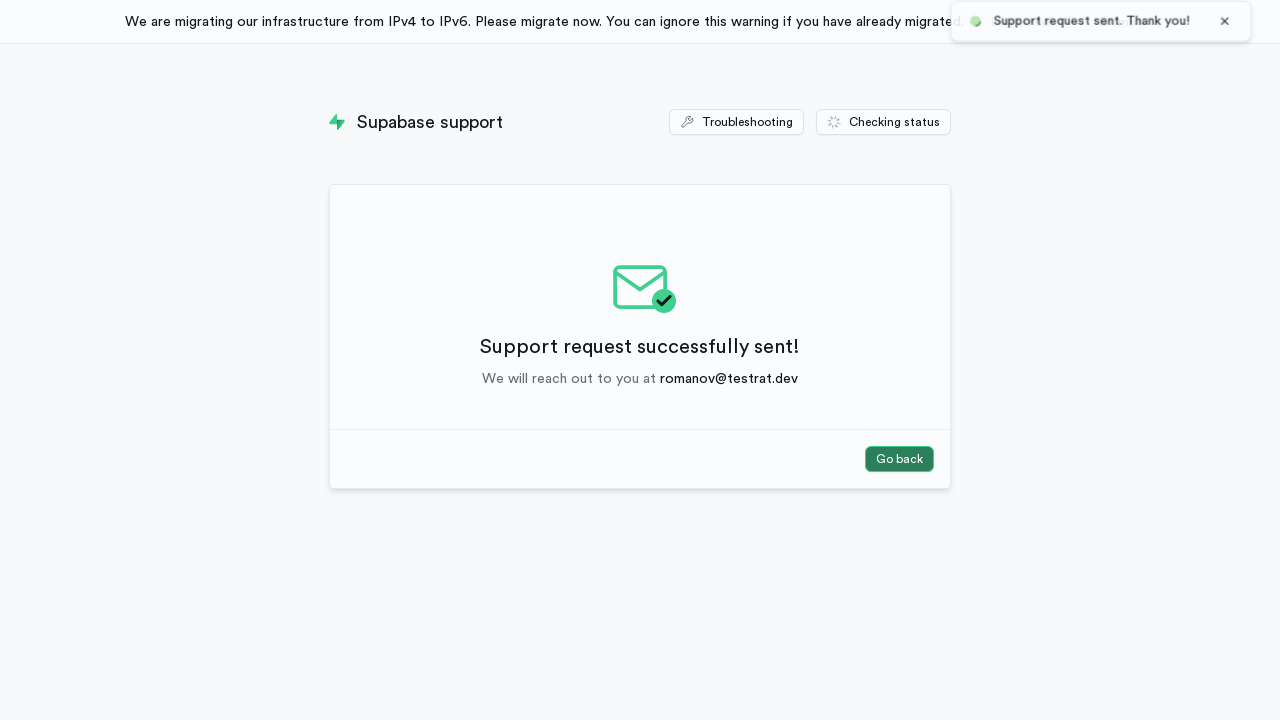 We are migrating our infrastructure from IPv4 to IPv6. Please migrate now. You can ignore this warning if you have already migrated.
Support request sent. Thank you!
Supabase support
Troubleshooting
Checking status
Support request successfully sent!
We will reach out to you at romanov@testrat.dev
Go back